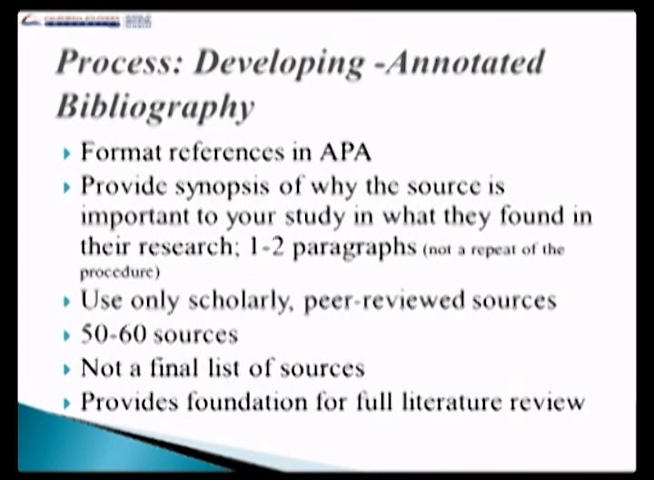 Process: Developing -Annotated
Bibliography
Format references in APA
Provide synopsis of why the source is
important to your study in what they found in
their research; 1-2 paragraphs (not a repeat of the
procedure)
Use only scholarly, peer-reviewed sources
50-60 sources
Not a final list of sources
Provides foundation for full literature review